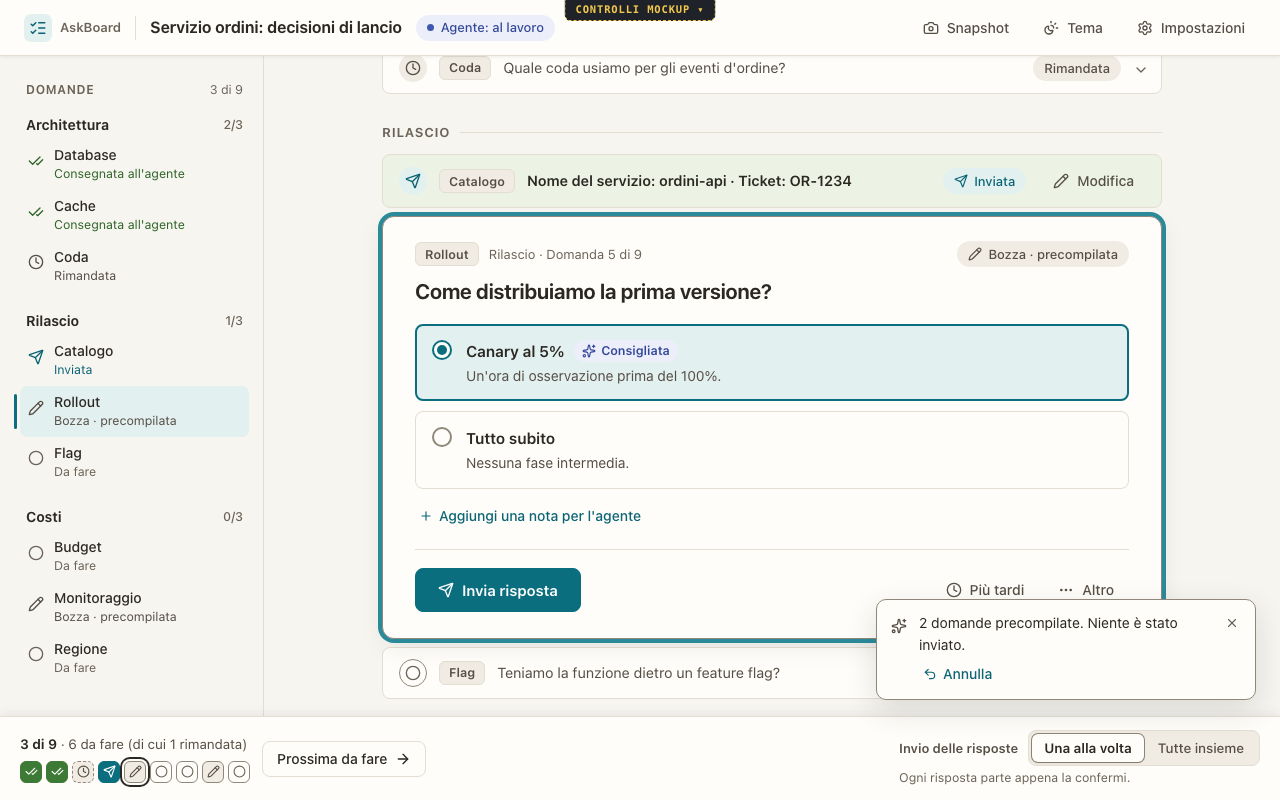 CONTROLLI MOCKUP ▾
AskBoard
Servizio ordini: decisioni di lancio
Agente: al lavoro
Snapshot
Tema
Impostazioni
DOMANDE
3 di 9
Architettura
2/3
Database
Consegnata all'agente
Cache
Consegnata all'agente
Coda
Rimandata
Rilascio
1/3
Catalogo
Inviata
Rollout
Bozza · precompilata
Flag
Da fare
Costi
0/3
Budget
Da fare
Monitoraggio
Bozza · precompilata
Regione
Da fare
Coda
Quale coda usiamo per gli eventi d'ordine?
Rimandata
RILASCIO
Catalogo
Nome del servizio: ordini-api · Ticket: OR-1234
Inviata
Modifica
Rollout
Rilascio · Domanda 5 di 9
Bozza · precompilata
Come distribuiamo la prima versione?
Canary al 5%
Consigliata
Un'ora di osservazione prima del 100%.
Tutto subito
Nessuna fase intermedia.
+ Aggiungi una nota per l'agente
Invia risposta
Più tardi
Altro
Flag
Teniamo la funzione dietro un feature flag?
2 domande precompilate. Niente è stato
inviato.
Annulla
3 di 9 · 6 da fare (di cui 1 rimandata)
Prossima da fare
Invio delle risposte
Una alla volta
Tutte insieme
Ogni risposta parte appena la confermi.